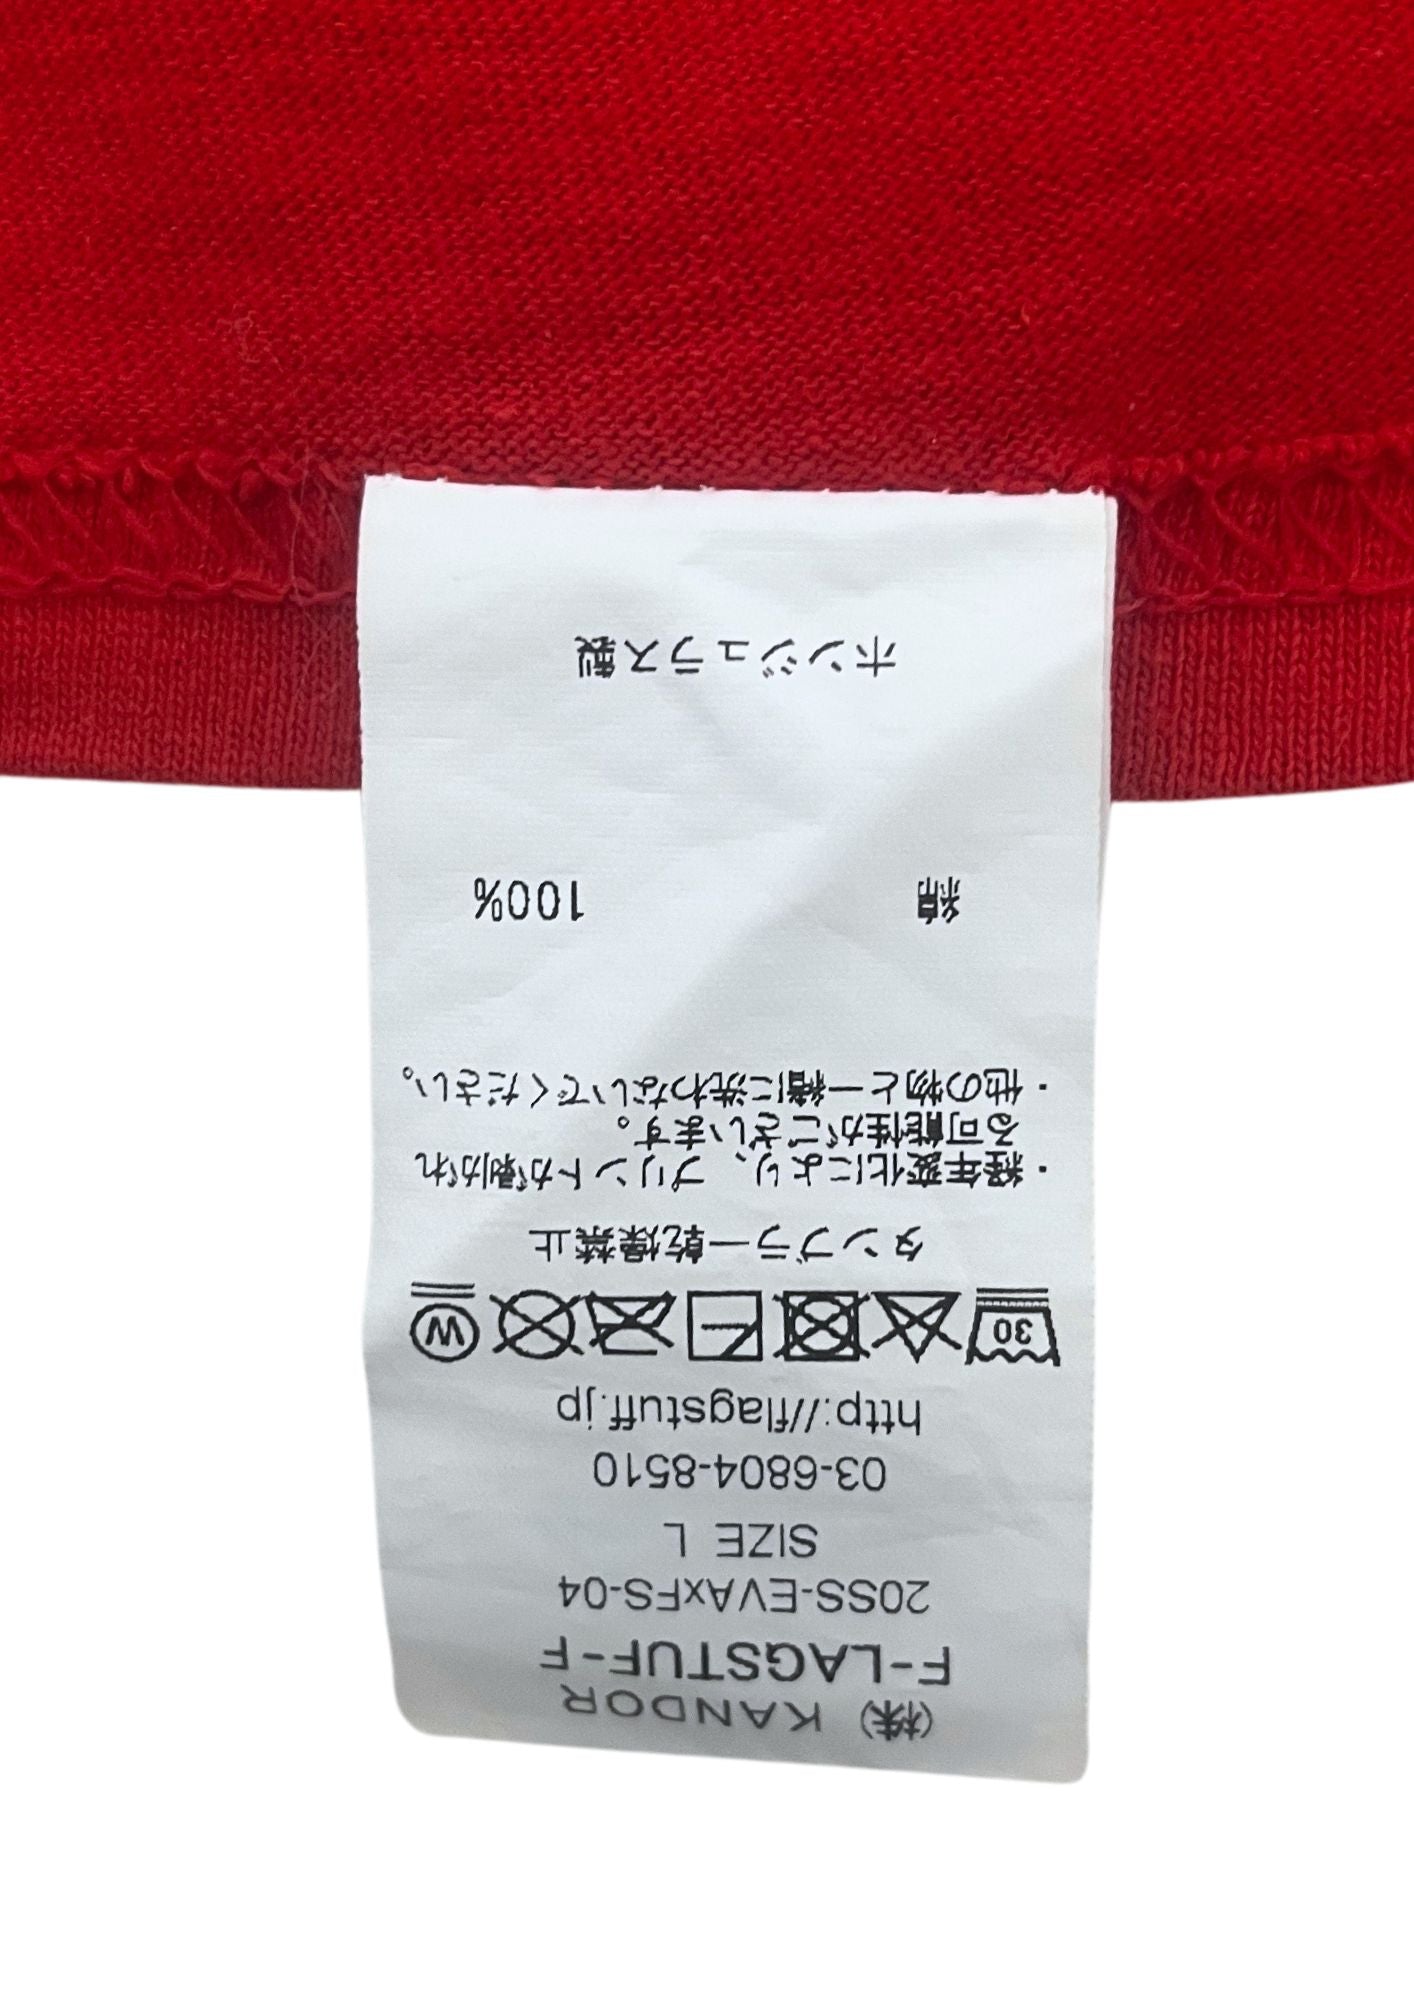 (株) KANDOR
F-LAGSTUF-F
20SS-EVAxFS-04
SIZE L
03-6804-8510
http://flagstuff.jp
30 W
タンブラー乾燥禁止
・経年変化により、プリントが剥がれ
る可能性がございます。
・他の物と一緒に洗わないでください。
綿 100%
ホンジュラス製